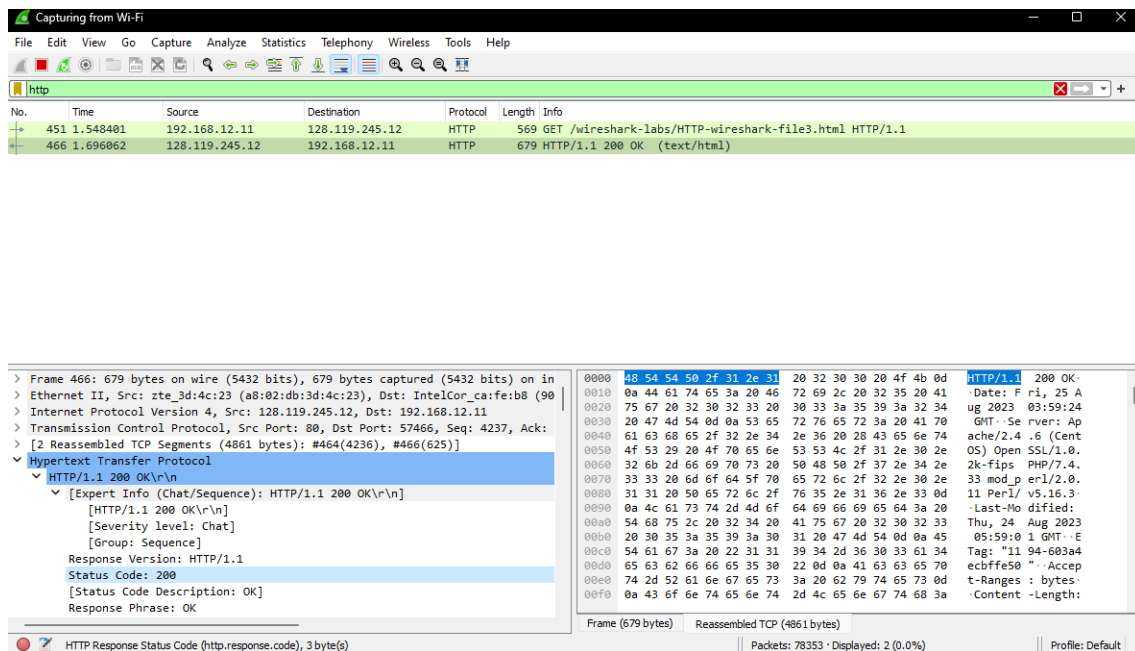 Capturing from Wi-Fi
File Edit View Go Capture Analyze Statistics Telephony Wireless Tools Help
http
No. Time Source Destination Protocol Length Info
451 1.548401 192.168.12.11 128.119.245.12 HTTP 569 GET /wireshark-labs/HTTP-wireshark-file3.html HTTP/1.1
466 1.696062 128.119.245.12 192.168.12.11 HTTP 679 HTTP/1.1 200 OK (text/html)
Frame 466: 679 bytes on wire (5432 bits), 679 bytes captured (5432 bits) on in
Ethernet II, Src: zte_3d:4c:23 (a8:02:db:3d:4c:23), Dst: IntelCor_ca:fe:b8 (90
Internet Protocol Version 4, Src: 128.119.245.12, Dst: 192.168.12.11
Transmission Control Protocol, Src Port: 80, Dst Port: 57466, Seq: 4237, Ack:
[2 Reassembled TCP Segments (4861 bytes): #464(4236), #466(625)]
Hypertext Transfer Protocol
HTTP/1.1 200 OK\r\n
[Expert Info (Chat/Sequence): HTTP/1.1 200 OK\r\n]
[HTTP/1.1 200 OK\r\n]
[Severity level: Chat]
[Group: Sequence]
Response Version: HTTP/1.1
Status Code: 200
[Status Code Description: OK]
Response Phrase: OK
0000 48 54 54 50 2f 31 2e 31 20 32 30 30 20 4f 4b 0d HTTP/1.1 200 OK·
0010 0a 44 61 74 65 3a 20 46 72 69 2c 20 32 35 20 41 ·Date: F ri, 25 A
0020 75 67 20 32 30 32 33 20 30 33 3a 35 39 3a 32 34 ug 2023 03:59:24
0030 20 47 4d 54 0d 0a 53 65 72 76 65 72 3a 20 41 70 GMT··Se rver: Ap
0040 61 63 68 65 2f 32 2e 34 2e 36 20 28 43 65 6e 74 ache/2.4 .6 (Cent
0050 4f 53 29 20 4f 70 65 6e 53 53 4c 2f 31 2e 30 2e OS) Open SSL/1.0.
0060 32 6b 2d 66 69 70 73 20 50 48 50 2f 37 2e 34 2e 2k-fips PHP/7.4.
0070 33 33 20 6d 6f 64 5f 70 65 72 6c 2f 32 2e 30 2e 33 mod_p erl/2.0.
0080 31 31 20 50 65 72 6c 2f 76 35 2e 31 36 2e 33 0d 11 Perl/ v5.16.3·
0090 0a 4c 61 73 74 2d 4d 6f 64 69 66 69 65 64 3a 20 ·Last-Mo dified:
00a0 54 68 75 2c 20 32 34 20 41 75 67 20 32 30 32 33 Thu, 24 Aug 2023
00b0 20 30 35 3a 35 39 3a 30 31 20 47 4d 54 0d 0a 45 05:59:0 1 GMT··E
00c0 54 61 67 3a 20 22 31 31 39 34 2d 36 30 33 61 34 Tag: "11 94-603a4
00d0 65 63 62 66 66 65 35 30 22 0d 0a 41 63 63 65 70 ecbffe50 "··Accep
00e0 74 2d 52 61 6e 67 65 73 3a 20 62 79 74 65 73 0d t-Ranges : bytes·
00f0 0a 43 6f 6e 74 65 6e 74 2d 4c 65 6e 67 74 68 3a ·Content -Length:
Frame (679 bytes) Reassembled TCP (4861 bytes)
HTTP Response Status Code (http.response.code), 3 byte(s) Packets: 78353 · Displayed: 2 (0.0%) Profile: Default